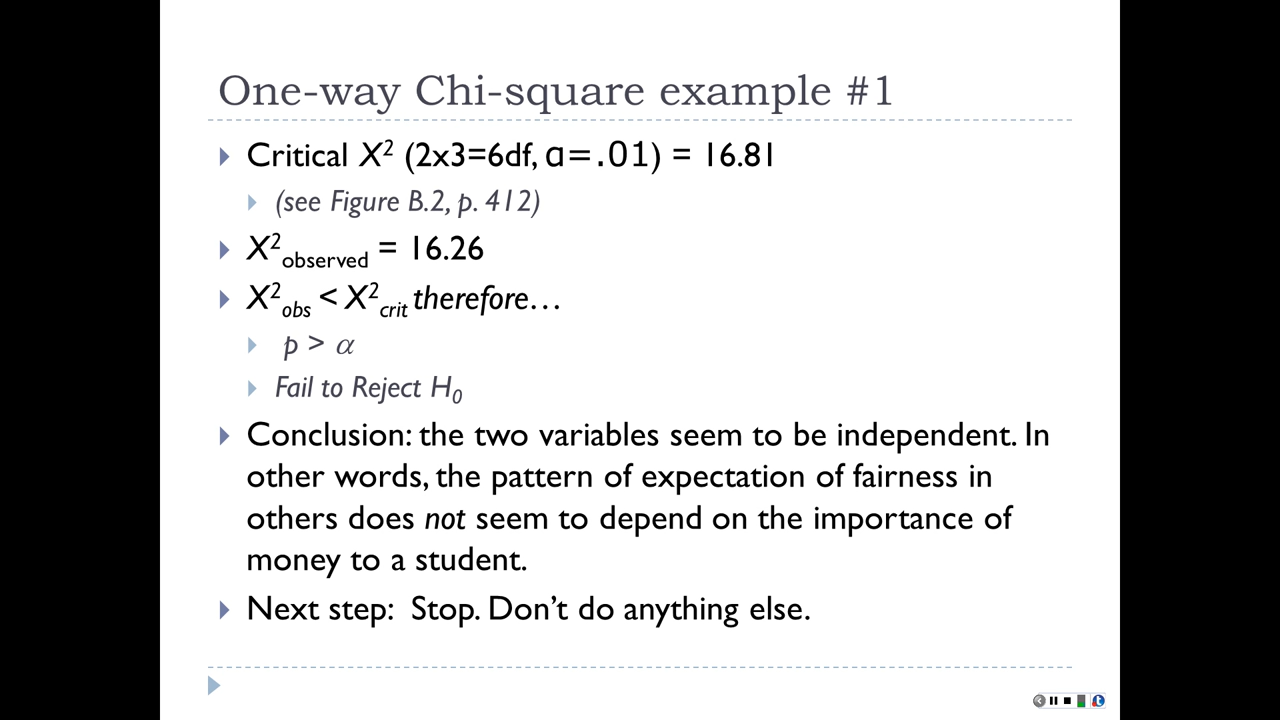 One-way Chi-square example #1
Critical X² (2x3=6df, α=.01) = 16.81
(see Figure B.2, p. 412)
X²observed = 16.26
X²obs < X²crit therefore…
p > α
Fail to Reject H₀
Conclusion: the two variables seem to be independent. In
other words, the pattern of expectation of fairness in
others does not seem to depend on the importance of
money to a student.
Next step: Stop. Don’t do anything else.